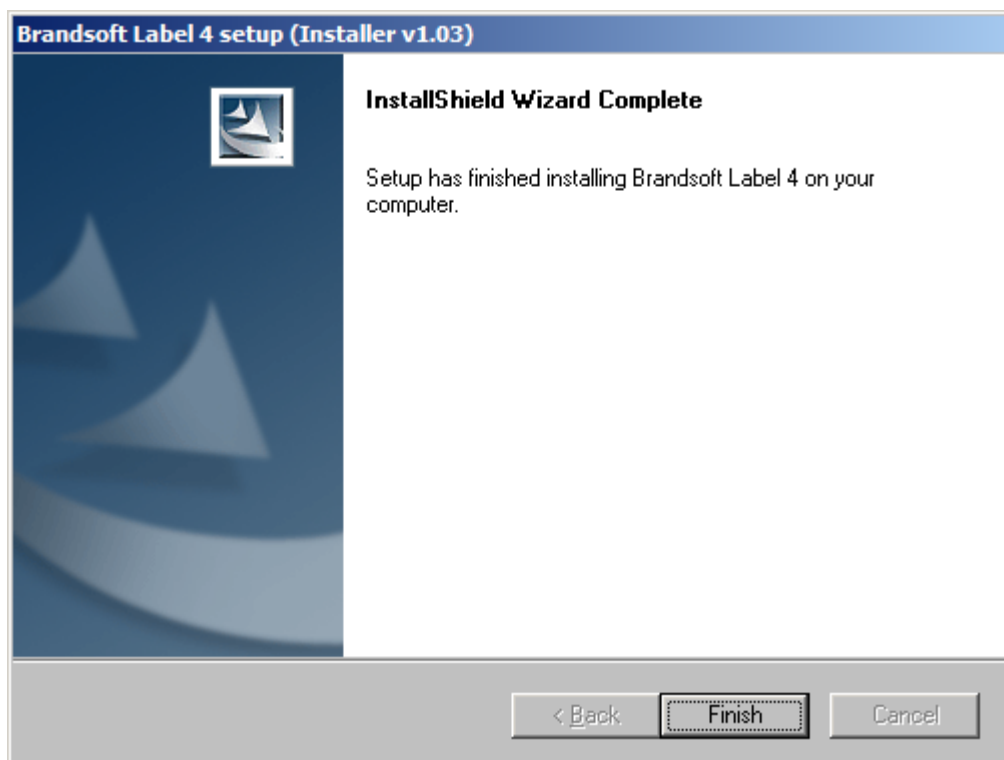 Brandsoft Label 4 setup (Installer v1.03)
InstallShield Wizard Complete
Setup has finished installing Brandsoft Label 4 on your
computer.
< Back
Finish
Cancel